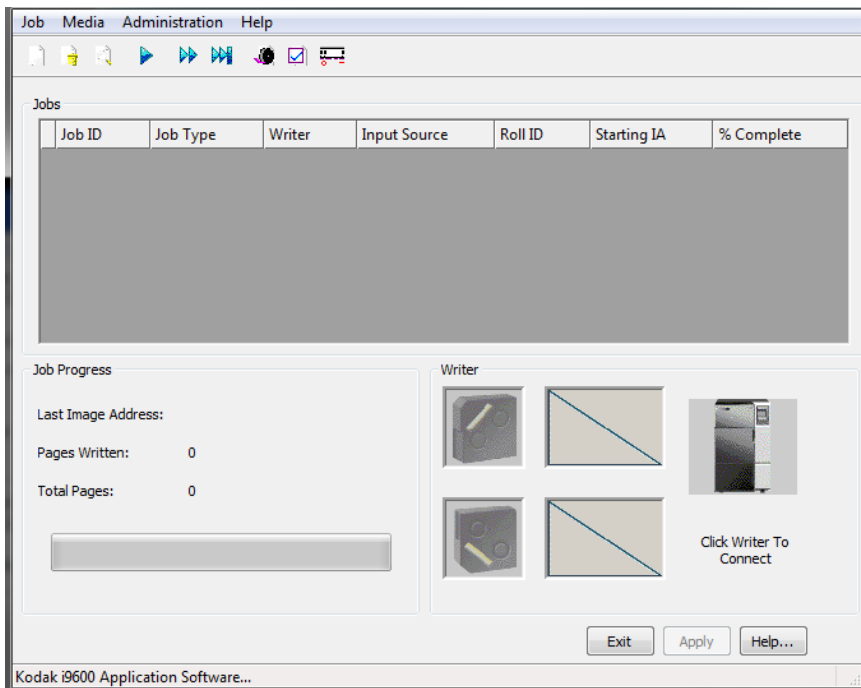 Job Media Administration Help
Jobs
Job ID Job Type Writer Input Source Roll ID Starting IA % Complete
Job Progress
Last Image Address:
Pages Written: 0
Total Pages: 0
Writer
Click Writer To
Connect
Exit Apply Help...
Kodak i9600 Application Software...